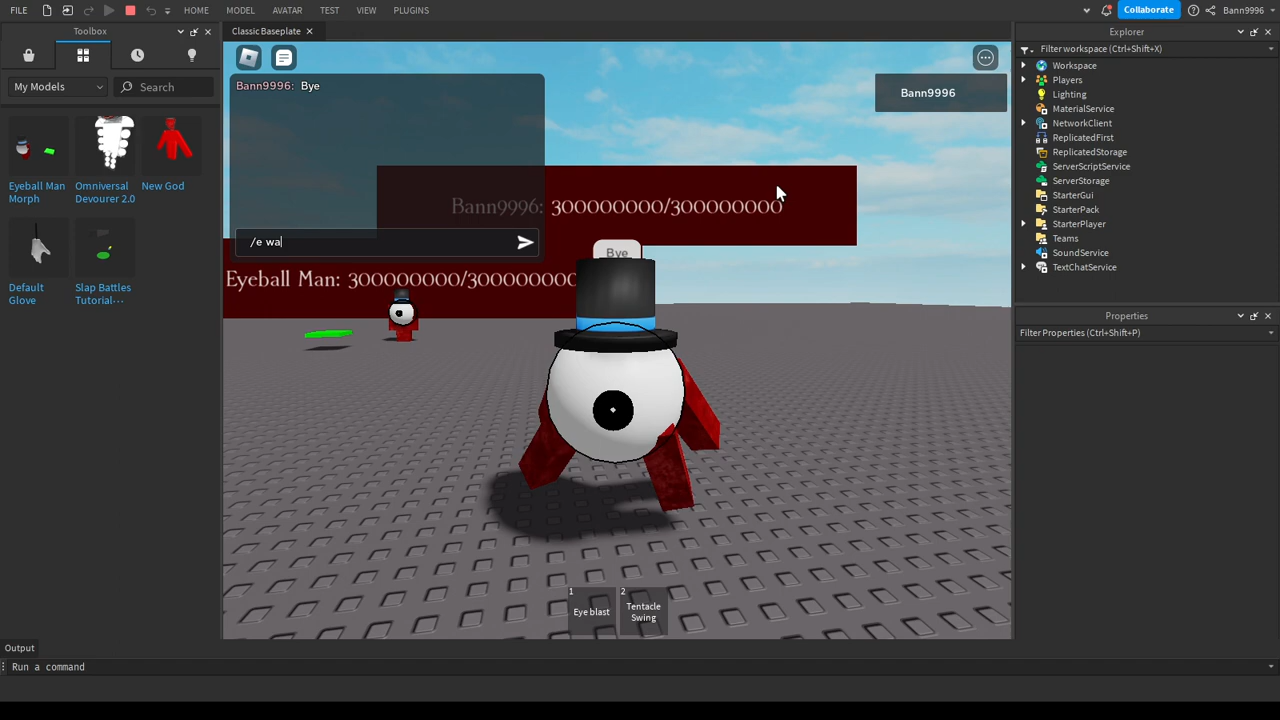 FILE
HOME
MODEL
AVATAR
TEST
VIEW
PLUGINS
Collaborate
Bann9996
Toolbox
My Models
Search
Eyeball Man
Morph
Omniversal
Devourer 2.0
New God
Default
Glove
Slap Battles
Tutorial···
Classic Baseplate
Bann9996: Bye
/e wa
Bann9996
Bann9996: 300000000/300000000
Eyeball Man: 300000000/300000000
Bye
1
Eye blast
2
Tentacle
Swing
Explorer
Filter workspace (Ctrl+Shift+X)
Workspace
Players
Lighting
MaterialService
NetworkClient
ReplicatedFirst
ReplicatedStorage
ServerScriptService
ServerStorage
StarterGui
StarterPack
StarterPlayer
Teams
SoundService
TextChatService
Properties
Filter Properties (Ctrl+Shift+P)
Output
Run a command